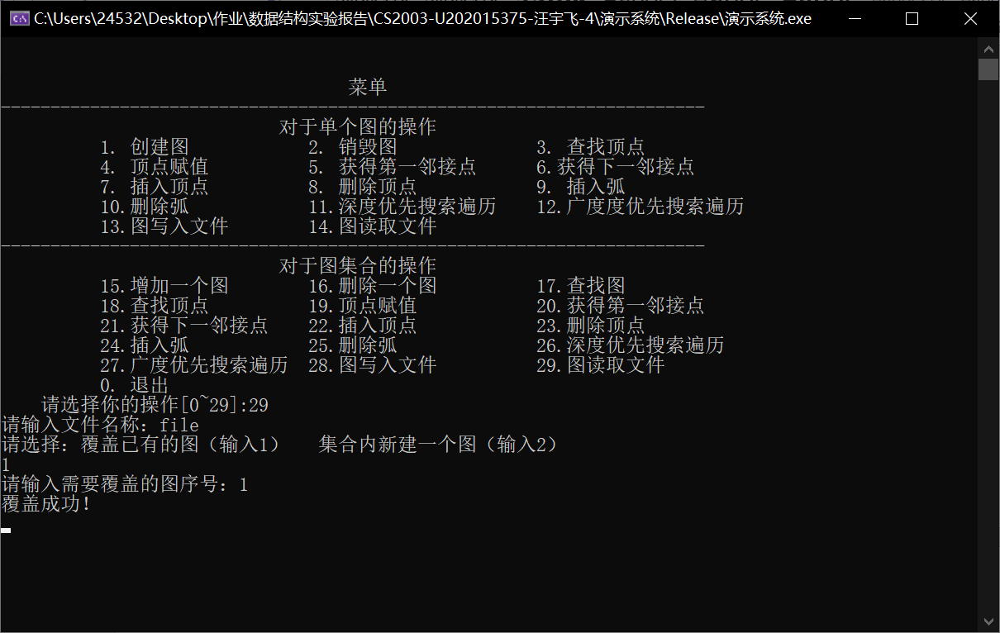 C:\Users\24532\Desktop\作业\数据结构实验报告\CS2003-U202015375-汪宇飞-4\演示系统\Release\演示系统.exe
菜单
对于单个图的操作
1. 创建图 2. 销毁图 3. 查找顶点
4. 顶点赋值 5. 获得第一邻接点 6.获得下一邻接点
7. 插入顶点 8. 删除顶点 9. 插入弧
10.删除弧 11.深度优先搜索遍历 12.广度度优先搜索遍历
13.图写入文件 14.图读取文件
对于图集合的操作
15.增加一个图 16.删除一个图 17.查找图
18.查找顶点 19.顶点赋值 20.获得第一邻接点
21.获得下一邻接点 22.插入顶点 23.删除顶点
24.插入弧 25.删除弧 26.深度优先搜索遍历
27.广度优先搜索遍历 28.图写入文件 29.图读取文件
0. 退出
请选择你的操作[0~29]:29
请输入文件名称：file
请选择：覆盖已有的图（输入1） 集合内新建一个图（输入2）
1
请输入需要覆盖的图序号：1
覆盖成功！